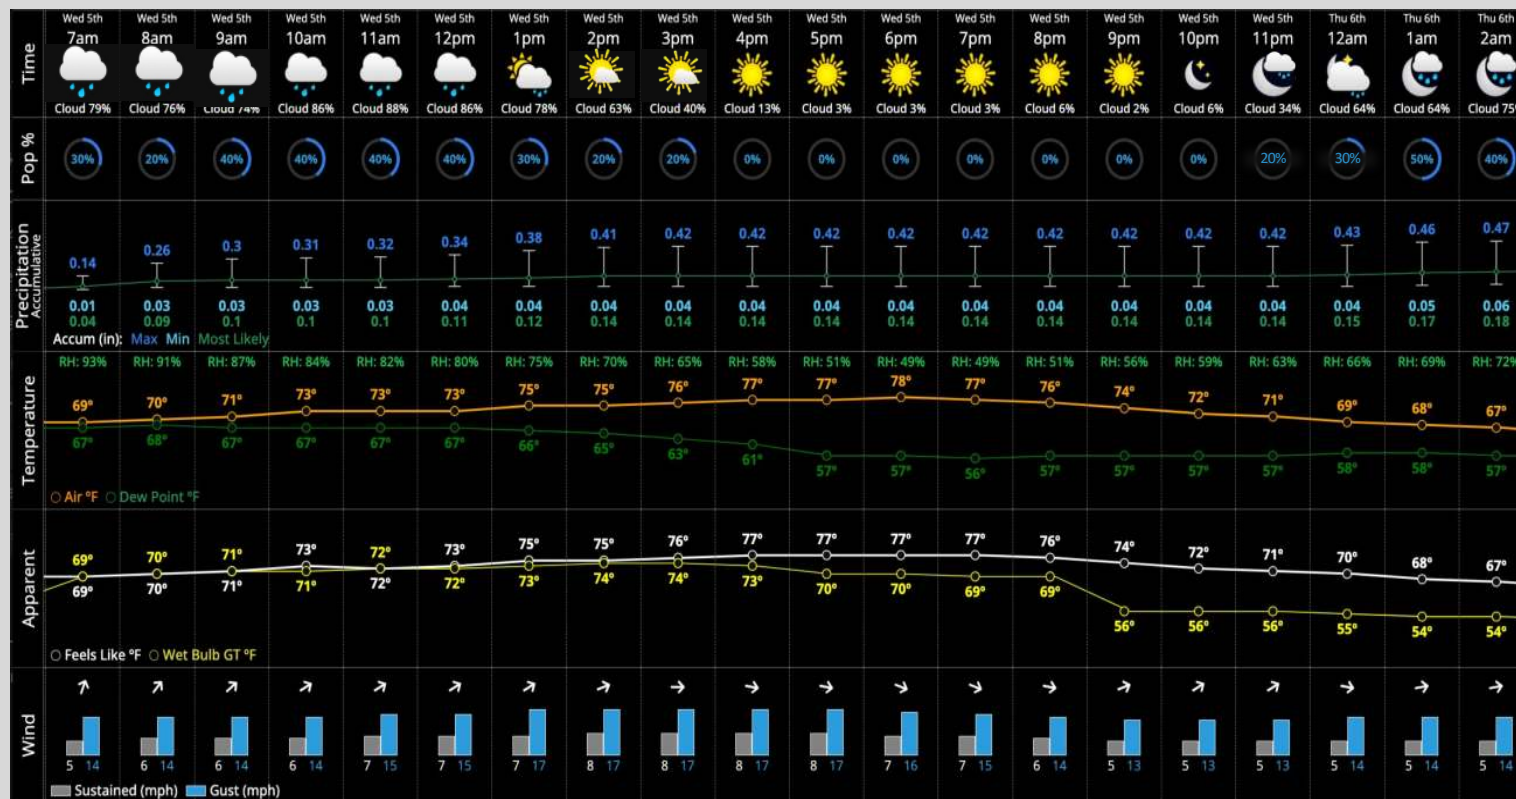 Time
Wed 5th Wed 5th Wed 5th Wed 5th Wed 5th Wed 5th Wed 5th Wed 5th Wed 5th Wed 5th Wed 5th Wed 5th Wed 5th Wed 5th Wed 5th Wed 5th Wed 5th Thu 6th Thu 6th Thu 6th
7am 8am 9am 10am 11am 12pm 1pm 2pm 3pm 4pm 5pm 6pm 7pm 8pm 9pm 10pm 11pm 12am 1am 2am
Cloud 79% Cloud 76% Cloud 74% Cloud 86% Cloud 88% Cloud 86% Cloud 78% Cloud 63% Cloud 40% Cloud 13% Cloud 3% Cloud 3% Cloud 3% Cloud 6% Cloud 2% Cloud 6% Cloud 34% Cloud 64% Cloud 64% Cloud 75%
Pop %
30% 20% 40% 40% 40% 40% 30% 20% 20% 0% 0% 0% 0% 0% 0% 0% 20% 30% 50% 40%
Precipitation
Accumulative
0.14 0.26 0.3 0.31 0.32 0.34 0.38 0.41 0.42 0.42 0.42 0.42 0.42 0.42 0.42 0.42 0.42 0.43 0.46 0.47
0.01 0.03 0.03 0.03 0.03 0.04 0.04 0.04 0.04 0.04 0.04 0.04 0.04 0.04 0.04 0.04 0.04 0.04 0.05 0.06
0.04 0.09 0.1 0.1 0.1 0.11 0.12 0.14 0.14 0.14 0.14 0.14 0.14 0.14 0.14 0.14 0.14 0.15 0.17 0.18
Accum (in): Max Min Most Likely
Temperature
RH: 93% RH: 91% RH: 87% RH: 84% RH: 82% RH: 80% RH: 75% RH: 70% RH: 65% RH: 58% RH: 51% RH: 49% RH: 49% RH: 51% RH: 56% RH: 59% RH: 63% RH: 66% RH: 69% RH: 72%
69° 70° 71° 73° 73° 73° 75° 75° 76° 77° 77° 78° 77° 76° 74° 72° 71° 69° 68° 67°
67° 68° 67° 67° 67° 67° 66° 65° 63° 61° 57° 57° 56° 57° 57° 57° 57° 58° 58° 57°
Air °F Dew Point °F
Apparent
69° 70° 71° 73° 72° 73° 75° 75° 76° 77° 77° 77° 77° 76° 74° 72° 71° 70° 68° 67°
69° 70° 71° 71° 72° 72° 73° 74° 74° 73° 70° 70° 69° 69° 56° 56° 56° 55° 54° 54°
Feels Like °F Wet Bulb GT °F
Wind
5 14 6 14 6 14 6 14 7 15 7 15 7 17 8 17 8 17 8 17 8 17 7 16 7 15 6 14 5 13 5 13 5 13 5 14 5 14 5 14
Sustained (mph) Gust (mph)